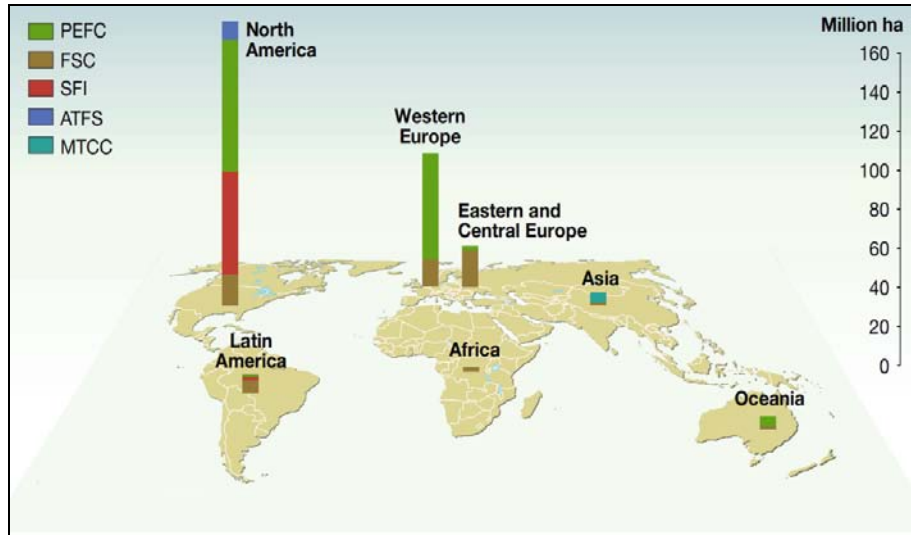 PEFC
FSC
SFI
ATFS
MTCC
North
America
Western
Europe
Eastern and
Central Europe
Asia
Latin
America
Africa
Oceania
Million ha
160
140
120
100
80
60
40
20
0